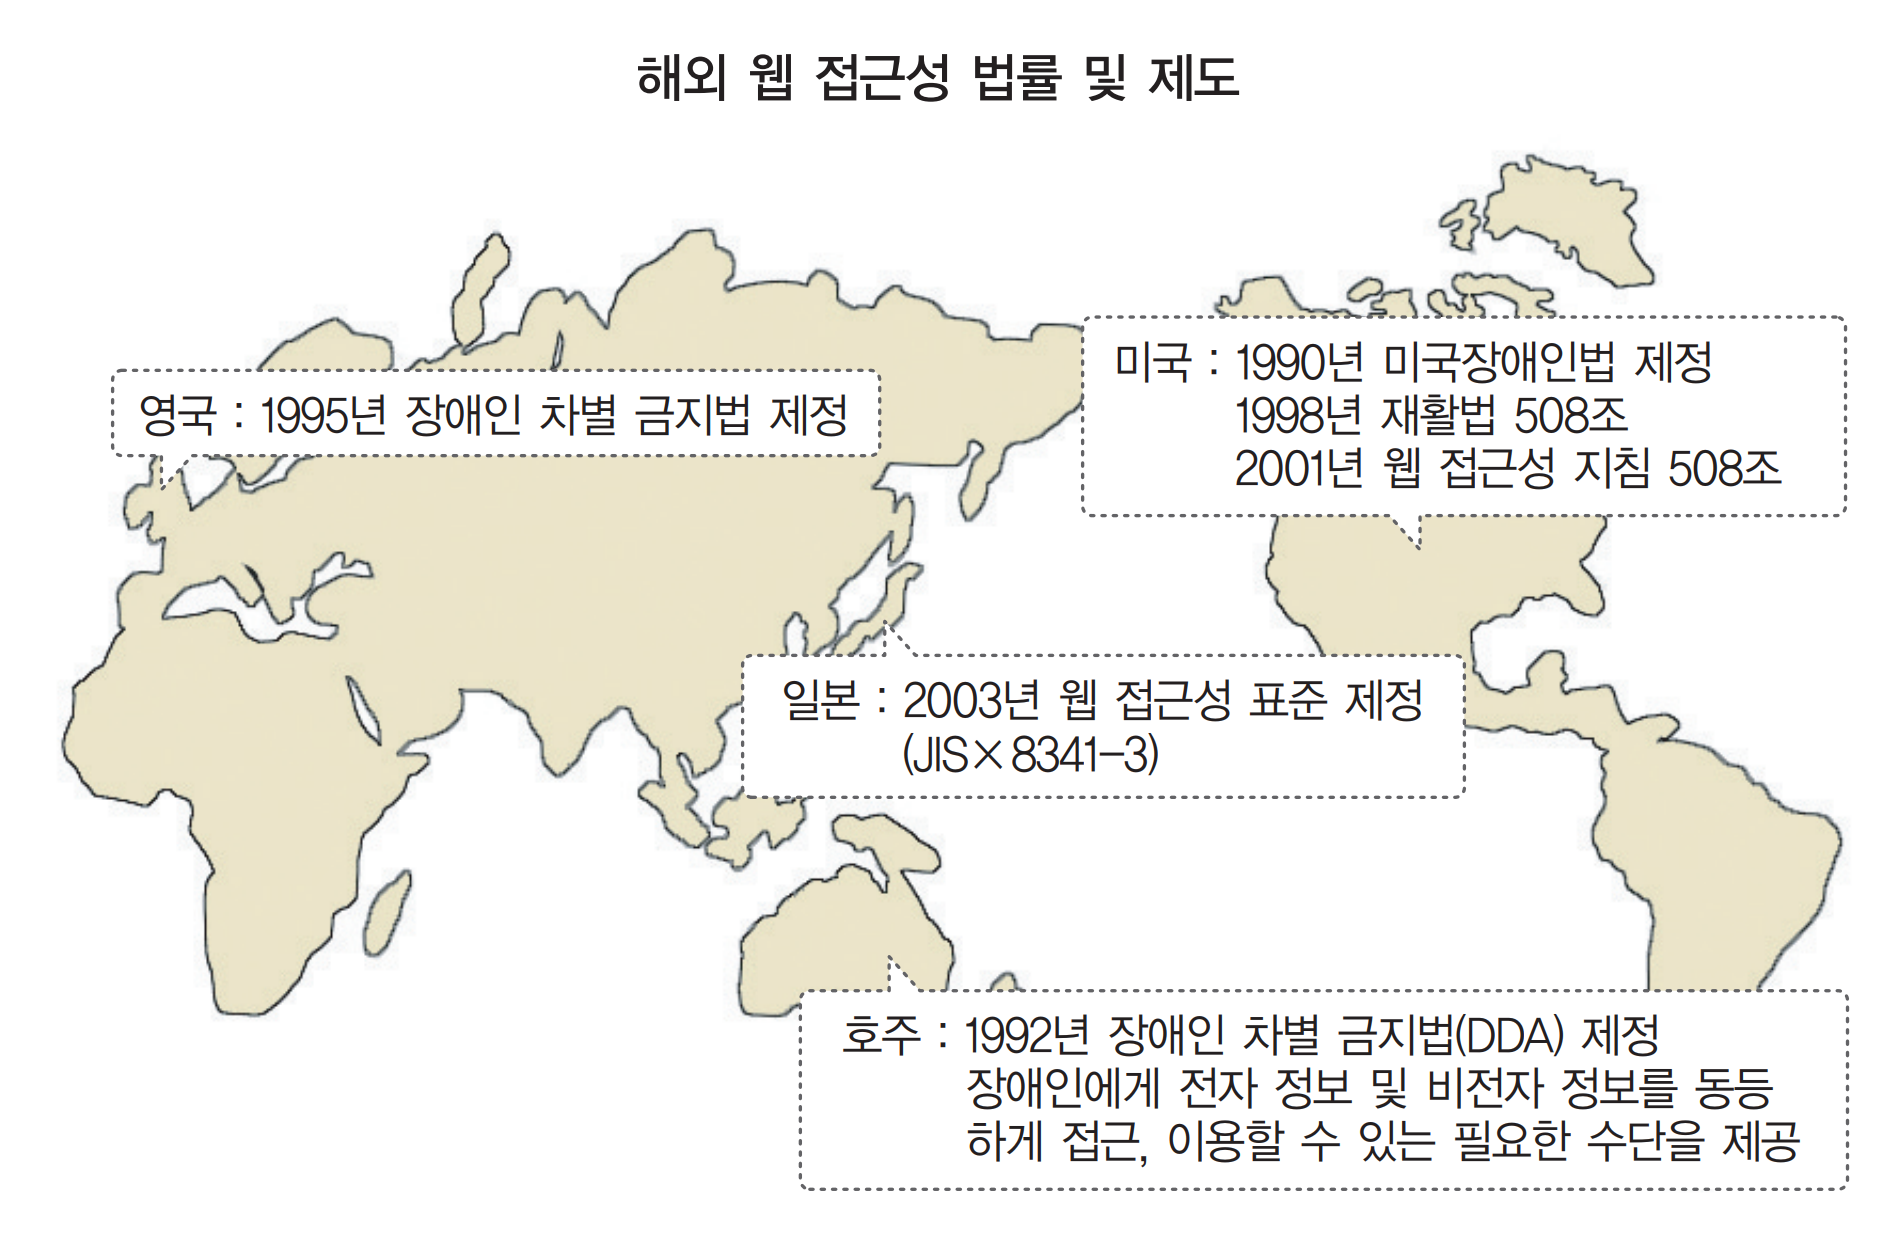 해외 웹 접근성 법률 및 제도
미국 : 1990년 미국장애인법 제정
1998년 재활법 508조
2001년 웹 접근성 지침 508조
영국 : 1995년 장애인 차별 금지법 제정
일본 : 2003년 웹 접근성 표준 제정
(JIS×8341-3)
호주 : 1992년 장애인 차별 금지법(DDA) 제정
장애인에게 전자 정보 및 비전자 정보를 동등
하게 접근, 이용할 수 있는 필요한 수단을 제공